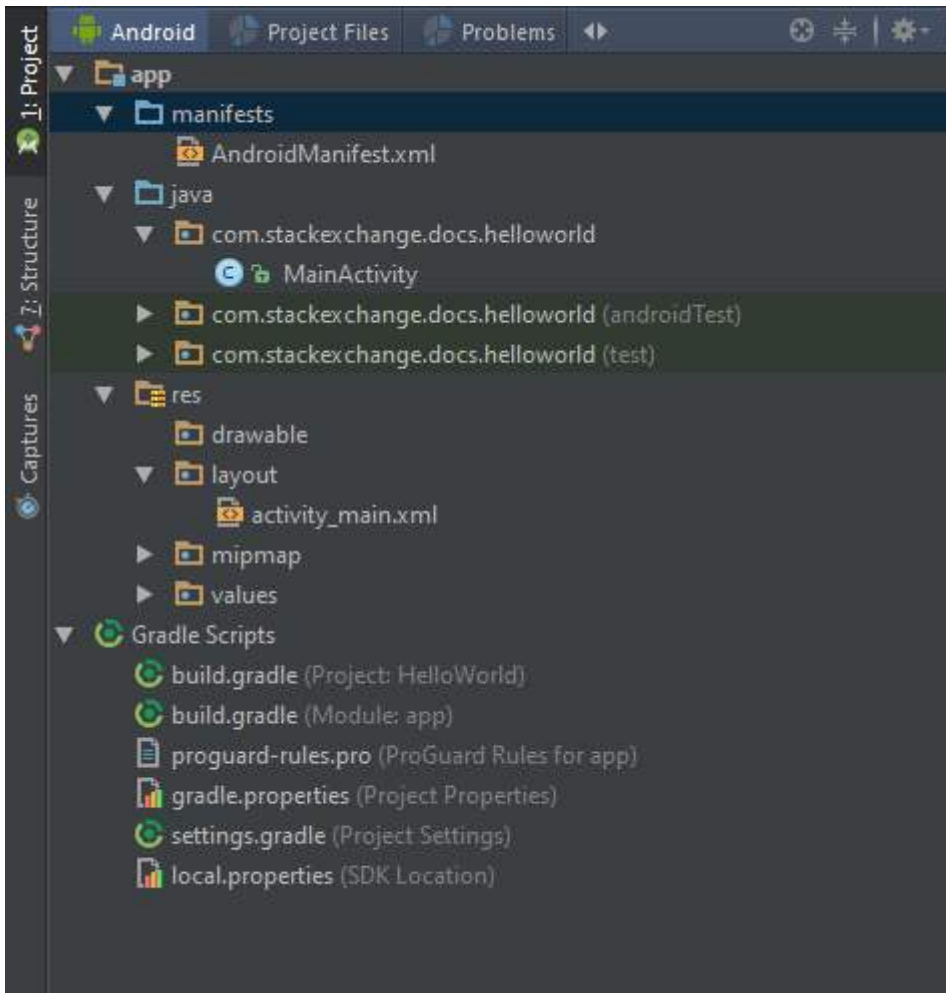 1: Project
7: Structure
Captures
Android Project Files Problems
app
manifests
AndroidManifest.xml
java
com.stackexchange.docs.helloworld
MainActivity
com.stackexchange.docs.helloworld (androidTest)
com.stackexchange.docs.helloworld (test)
res
drawable
layout
activity_main.xml
mipmap
values
Gradle Scripts
build.gradle (Project: HelloWorld)
build.gradle (Module: app)
proguard-rules.pro (ProGuard Rules for app)
gradle.properties (Project Properties)
settings.gradle (Project Settings)
local.properties (SDK Location)